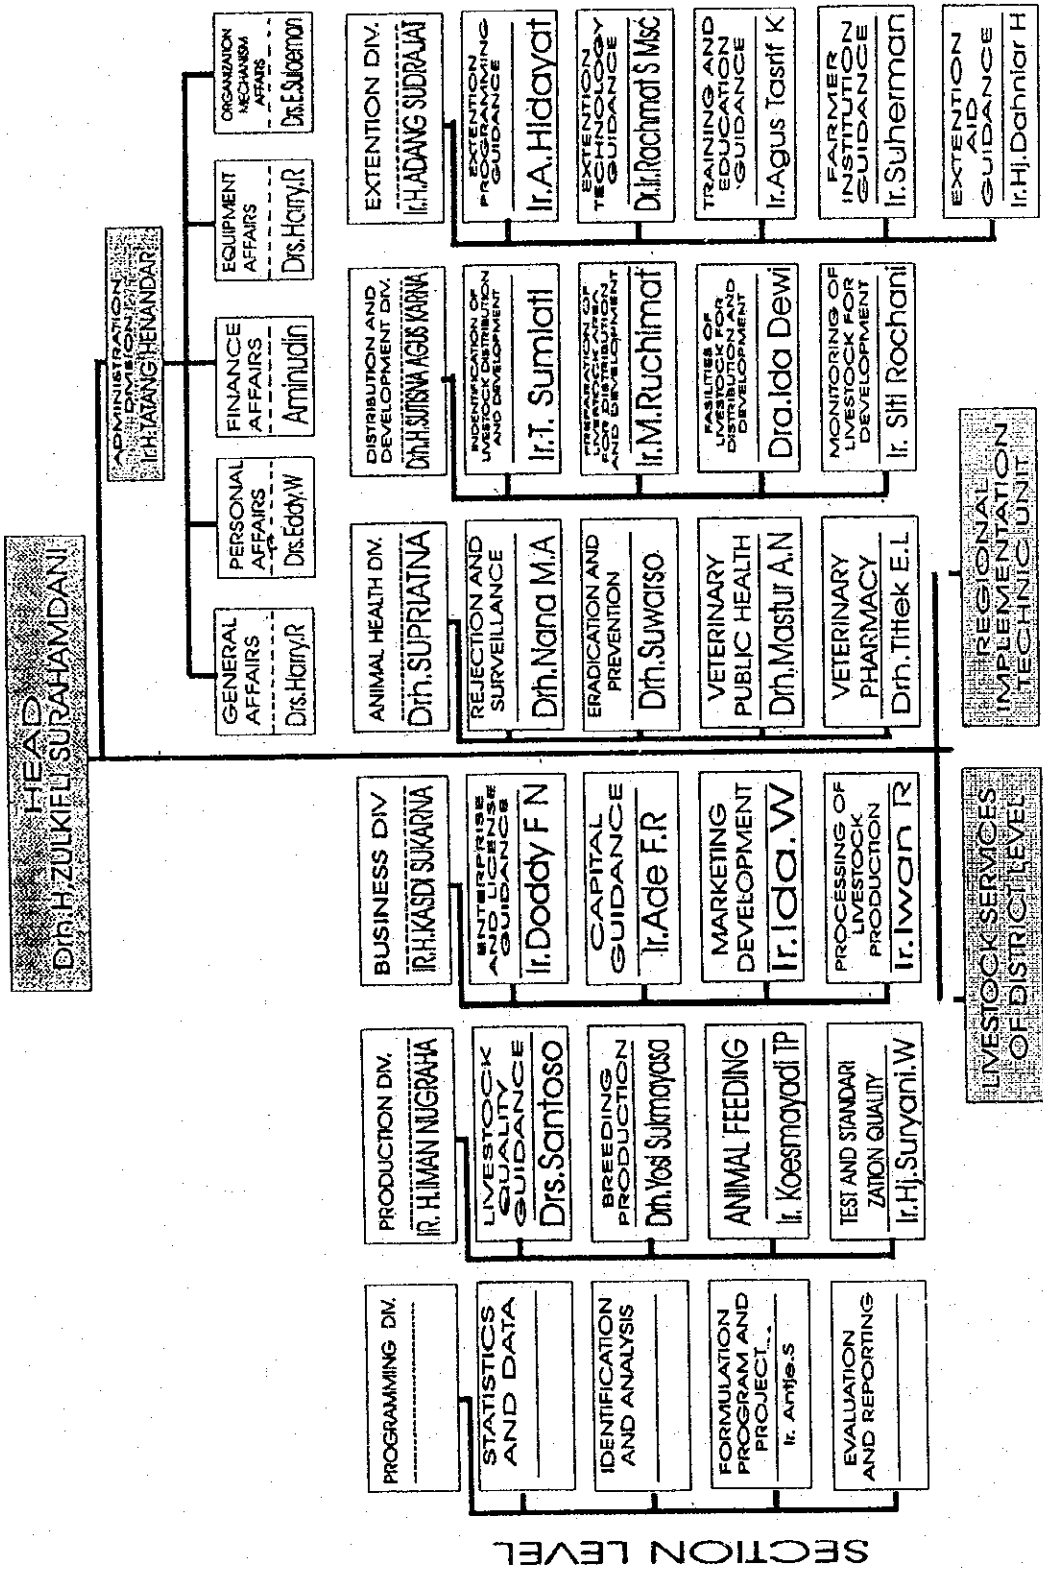 HEAD
Drh.H.ZULKIFLI SURAHAMDANI
ADMINISTRATION
DIVISION
Ir.H.TATANG HENANDAR
GENERAL
AFFAIRS
Drs.Harry.R
PERSONAL
AFFAIRS
Drs.Eddy.W
FINANCE
AFFAIRS
Aminudin
EQUIPMENT
AFFAIRS
Drs.Harry.R
ORGANIZATION
MECHANISM
AFFAIRS
Drs.E.Sulaeman
SECTION LEVEL
PROGRAMMING DIV.
STATISTICS
AND DATA
IDENTIFICATION
AND ANALYSIS
FORMULATION
PROGRAM AND
PROJECT
Ir. Antje.S
EVALUATION
AND REPORTING
PRODUCTION DIV.
IR. H.IMAN NUGRAHA
LIVESTOCK
QUALITY
GUIDANCE
Drs.Santoso
BREEDING
PRODUCTION
Drh.Yosi Sukmayasa
ANIMAL FEEDING
Ir. Koesmayadi TP
TEST AND STANDARI
ZATION QUALITY
Ir.Hj.Suryani.W
BUSINESS DIV
IR.H.KASDI SUKARNA
ENTERPRISE
AND LICENSE
GUIDANCE
Ir.Doddy F N
CAPITAL
GUIDANCE
Ir.Ade F.R
MARKETING
DEVELOPMENT
Ir.Ida.W
PROCESSING OF
LIVESTOCK
PRODUCTION
Ir.Iwan R
ANIMAL HEALTH DIV.
Drh.SUPRIATNA
REJECTION AND
SURVEILLANCE
Drh.Nana M.A
ERADICATION AND
PREVENTION
Drh.Suwarso
VETERINARY
PUBLIC HEALTH
Drh.Mastur A.N
VETERINARY
PHARMACY
Drh.Tittek E.L
DISTRIBUTION AND
DEVELOPMENT DIV.
Drh.H.SUTISNA AGUS KARNA
INDENTIFICATION OF
LIVESTOCK DISTRIBUTION
AND DEVELOPMENT
Ir.T. Sumiati
PREPARATION OF
LIVESTOCK AREA
FOR DISTRIBUTION
AND DEVELOPMENT
Ir.M.Ruchimat
FASILITIES OF
LIVESTOCK FOR
DISTRIBUTION AND
DEVELOPMENT
Dra.Ida Dewi
MONITORING OF
LIVESTOCK FOR
DEVELOPMENT
Ir. Siti Rochani
EXTENTION DIV.
Ir.H.ADANG SUDRAJAT
EXTENTION
PROGRAMING
GUIDANCE
Ir.A.Hidayat
EXTENTION
TECHNOLOGY
GUIDANCE
Dr.Ir.Rachmat S Msc
TRAINING AND
EDUCATION
GUIDANCE
Ir.Agus Tasrif K
FARMER
INSTITUTION
GUIDANCE
Ir.Suherman
EXTENTION
AID
GUIDANCE
Ir.Hj.Dahniar H
LIVESTOCK SERVICES
OF DISTRICT LEVEL
REGIONAL
IMPLEMENTATION
TECHNIC UNIT